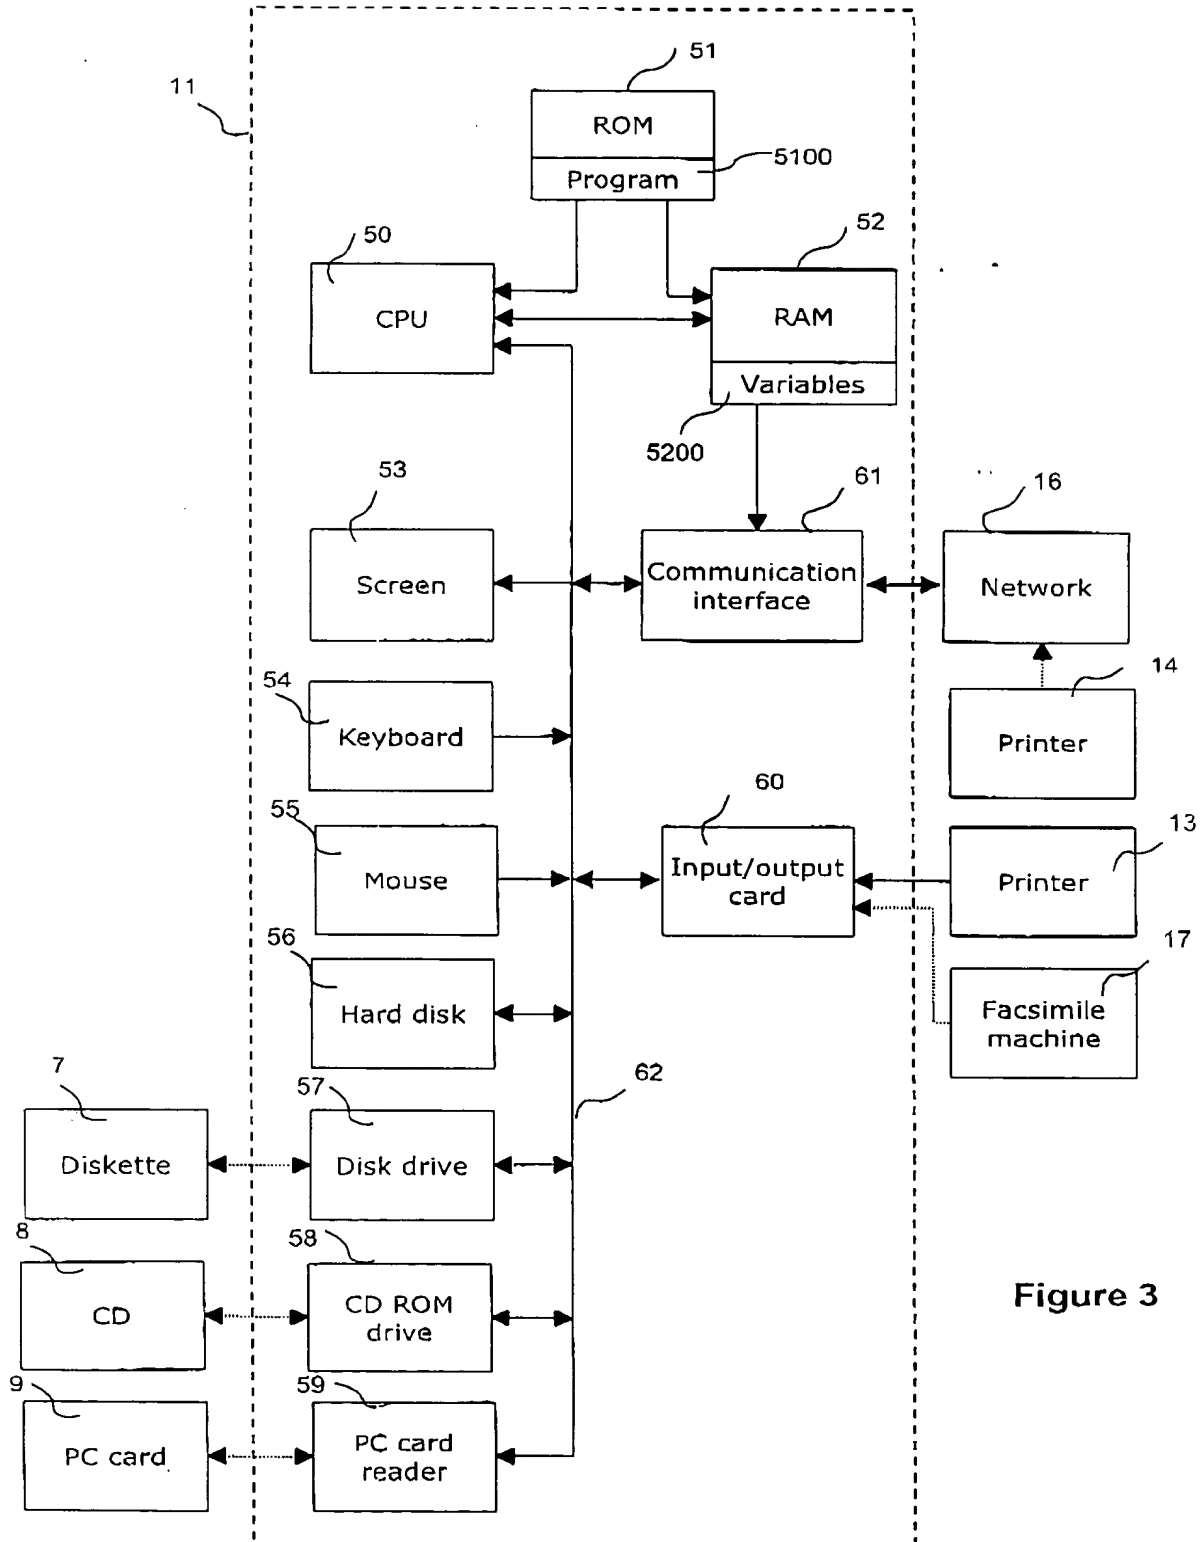 51
11
ROM
5100
Program
50
52
CPU
RAM
Variables
5200
53
61
16
Screen
Communication
interface
Network
54
14
Keyboard
Printer
55
60
13
Mouse
Input/output
card
Printer
56
17
Hard disk
Facsimile
machine
7
57
62
Diskette
Disk drive
8
58
CD
CD ROM
drive
Figure 3
9
59
PC card
PC card
reader